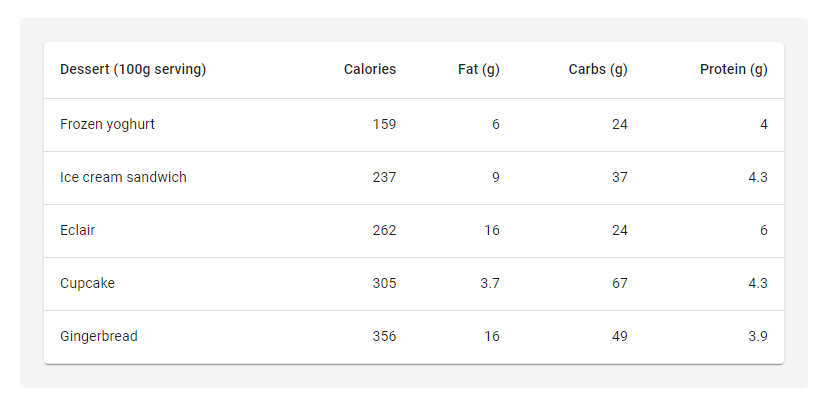 Dessert (100g serving) Calories Fat (g) Carbs (g) Protein (g)
Frozen yoghurt 159 6 24 4
Ice cream sandwich 237 9 37 4.3
Eclair 262 16 24 6
Cupcake 305 3.7 67 4.3
Gingerbread 356 16 49 3.9